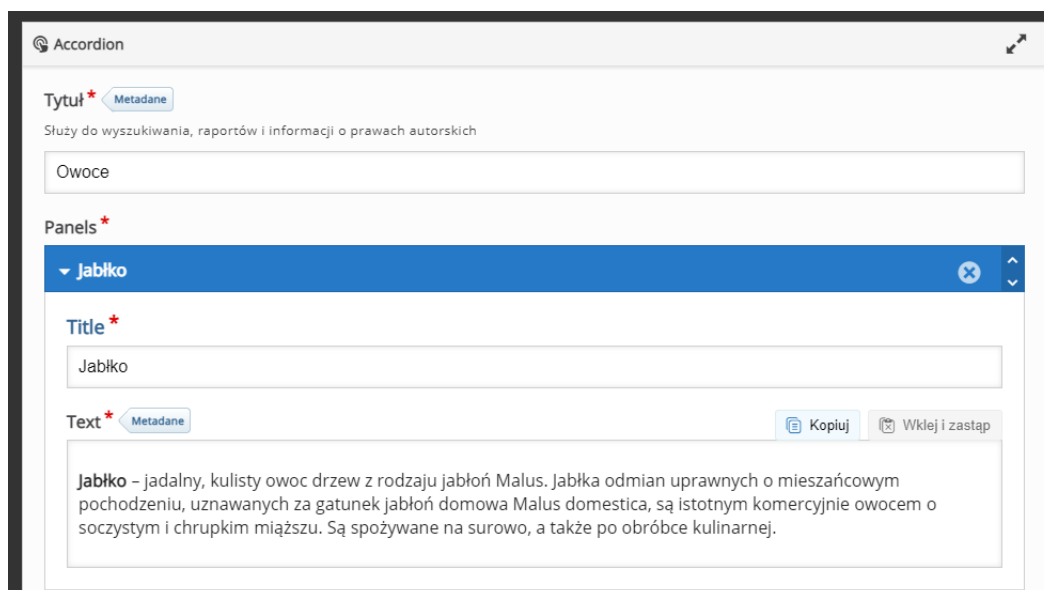 Accordion
Tytuł * Metadane
Służy do wyszukiwania, raportów i informacji o prawach autorskich
Owoce
Panels *
Jabłko
Title *
Jabłko
Text * Metadane
Kopiuj Wklej i zastąp
Jabłko – jadalny, kulisty owoc drzew z rodzaju jabłoń Malus. Jabłka odmian uprawnych o mieszańcowym
pochodzeniu, uznawanych za gatunek jabłoń domowa Malus domestica, są istotnym komercyjnie owocem o
soczystym i chrupkim miąższu. Są spożywane na surowo, a także po obróbce kulinarnej.